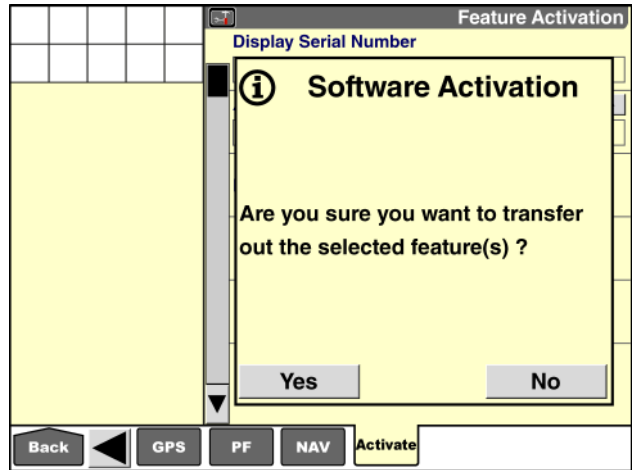 Feature Activation
Display Serial Number
Software Activation
Are you sure you want to transfer
out the selected feature(s) ?
Yes
No
Back
GPS
PF
NAV
Activate